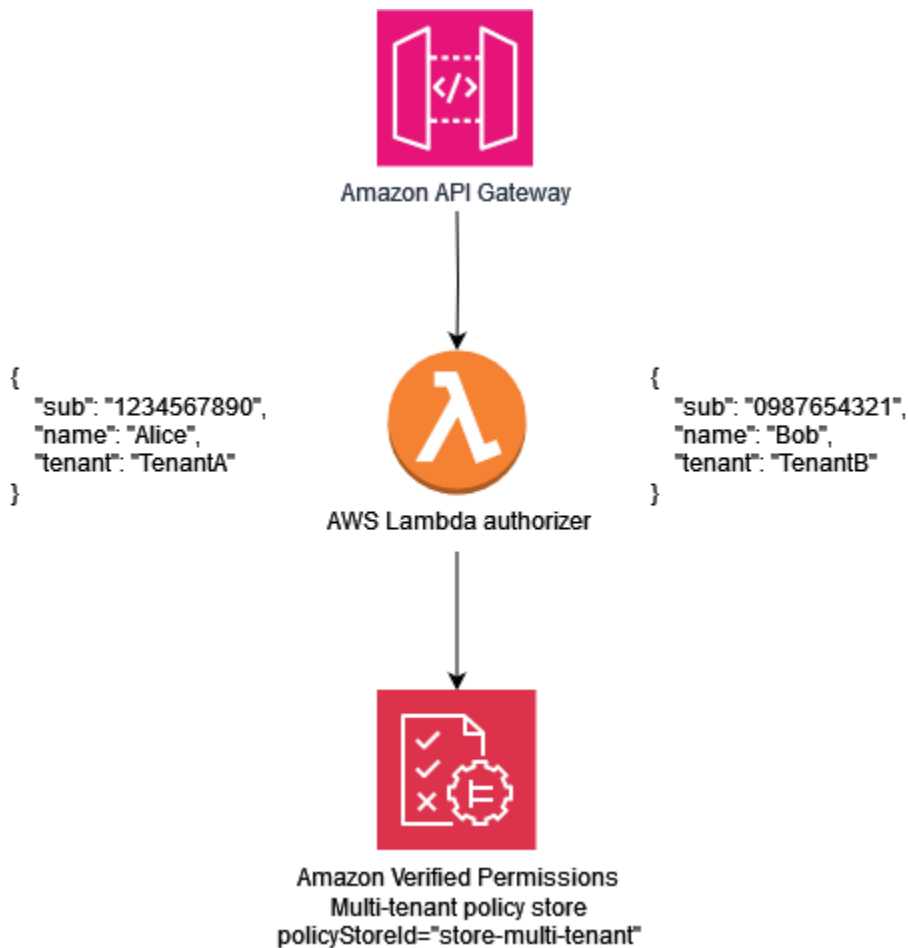 </>
Amazon API Gateway
{
"sub": "1234567890",
"name": "Alice",
"tenant": "TenantA"
}
{
"sub": "0987654321",
"name": "Bob",
"tenant": "TenantB"
}
AWS Lambda authorizer
Amazon Verified Permissions
Multi-tenant policy store
policyStoreId="store-multi-tenant"